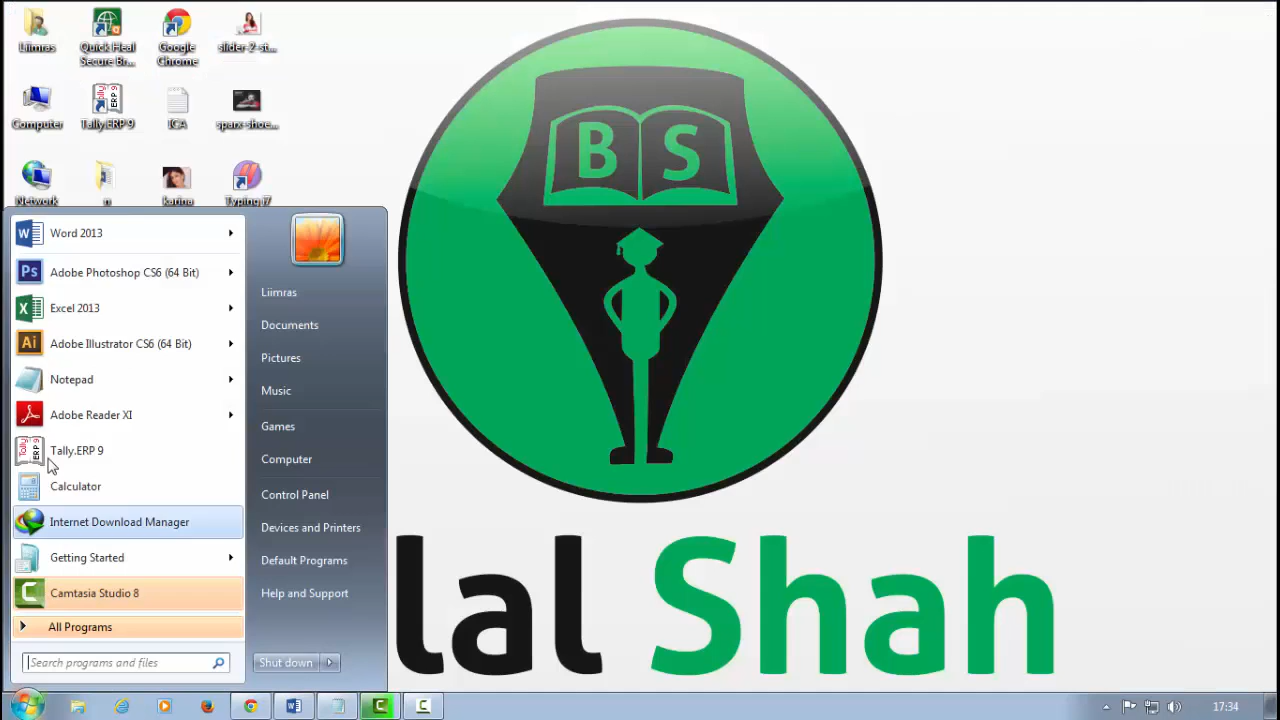 Liimras
Quick Heal
Secure Br...
Google
Chrome
slider-2-st...
Computer
Tally.ERP 9
ICA
sparx-shoe...
Network
n
karina
Typing i7
B S
Word 2013
Adobe Photoshop CS6 (64 Bit)
Excel 2013
Adobe Illustrator CS6 (64 Bit)
Notepad
Adobe Reader XI
Tally.ERP 9
Calculator
Internet Download Manager
Getting Started
Camtasia Studio 8
All Programs
Search programs and files
Liimras
Documents
Pictures
Music
Games
Computer
Control Panel
Devices and Printers
Default Programs
Help and Support
Shut down
lal Shah
17:34